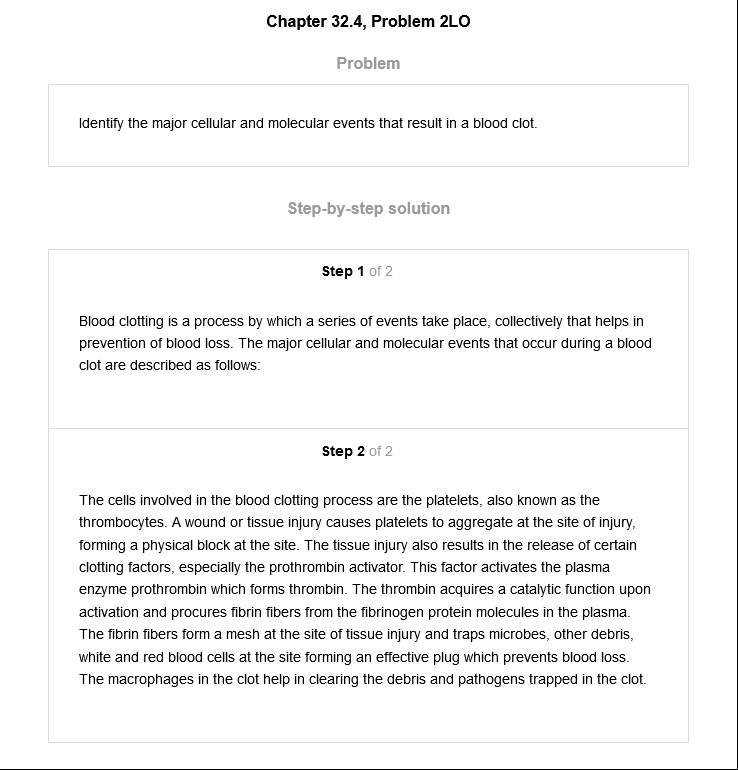 Chapter 32.4, Problem 2LO
Problem
Identify the major cellular and molecular events that result in a blood clot.
Step-by-step solution
Step 1 of 2
Blood clotting is a process by which a series of events take place, collectively that helps in
prevention of blood loss. The major cellular and molecular events that occur during a blood
clot are described as follows:
Step 2 of 2
The cells involved in the blood clotting process are the platelets, also known as the
thrombocytes. A wound or tissue injury causes platelets to aggregate at the site of injury,
forming a physical block at the site. The tissue injury also results in the release of certain
clotting factors, especially the prothrombin activator. This factor activates the plasma
enzyme prothrombin which forms thrombin. The thrombin acquires a catalytic function upon
activation and procures fibrin fibers from the fibrinogen protein molecules in the plasma.
The fibrin fibers form a mesh at the site of tissue injury and traps microbes, other debris,
white and red blood cells at the site forming an effective plug which prevents blood loss.
The macrophages in the clot help in clearing the debris and pathogens trapped in the clot.